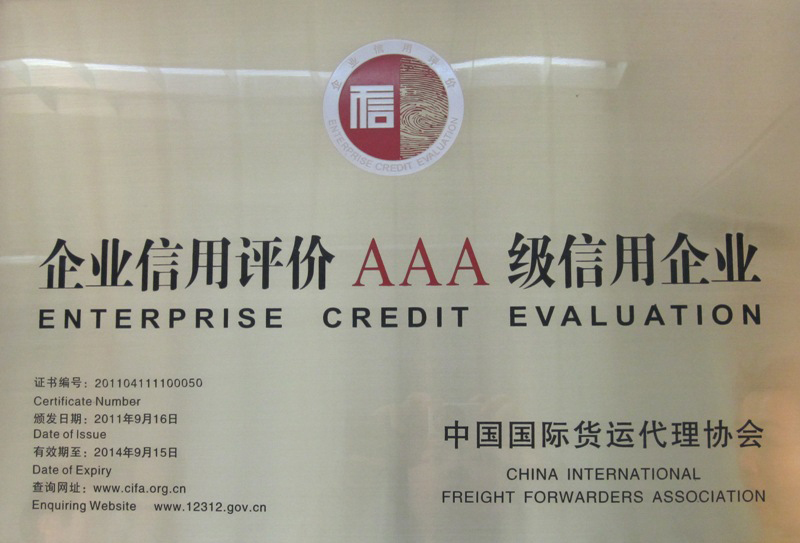 企业信用评价
信
ENTERPRISE CREDIT EVALUATION
企业信用评价 AAA 级信用企业
ENTERPRISE CREDIT EVALUATION
证书编号：201104111100050
Certificate Number
颁发日期：2011年9月16日
Date of Issue
有效期至：2014年9月15日
Date of Expiry
查询网址：www.cifa.org.cn
Enquiring Website www.12312.gov.cn
中国国际货运代理协会
CHINA INTERNATIONAL
FREIGHT FORWARDERS ASSOCIATION